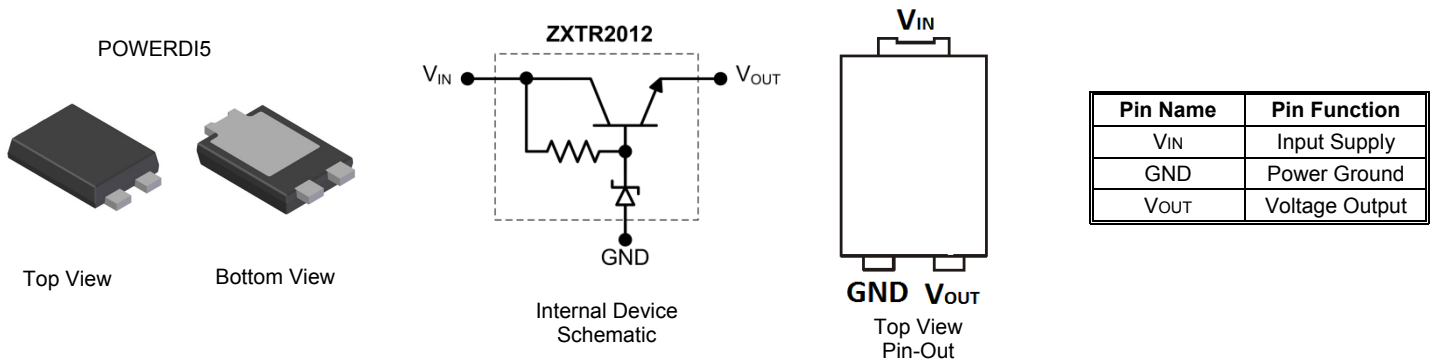 POWERDI5
Top View
Bottom View
ZXTR2012
VIN
VOUT
GND
Internal Device
Schematic
VIN
GND VOUT
Top View
Pin-Out
Pin Name Pin Function
VIN Input Supply
GND Power Ground
VOUT Voltage Output